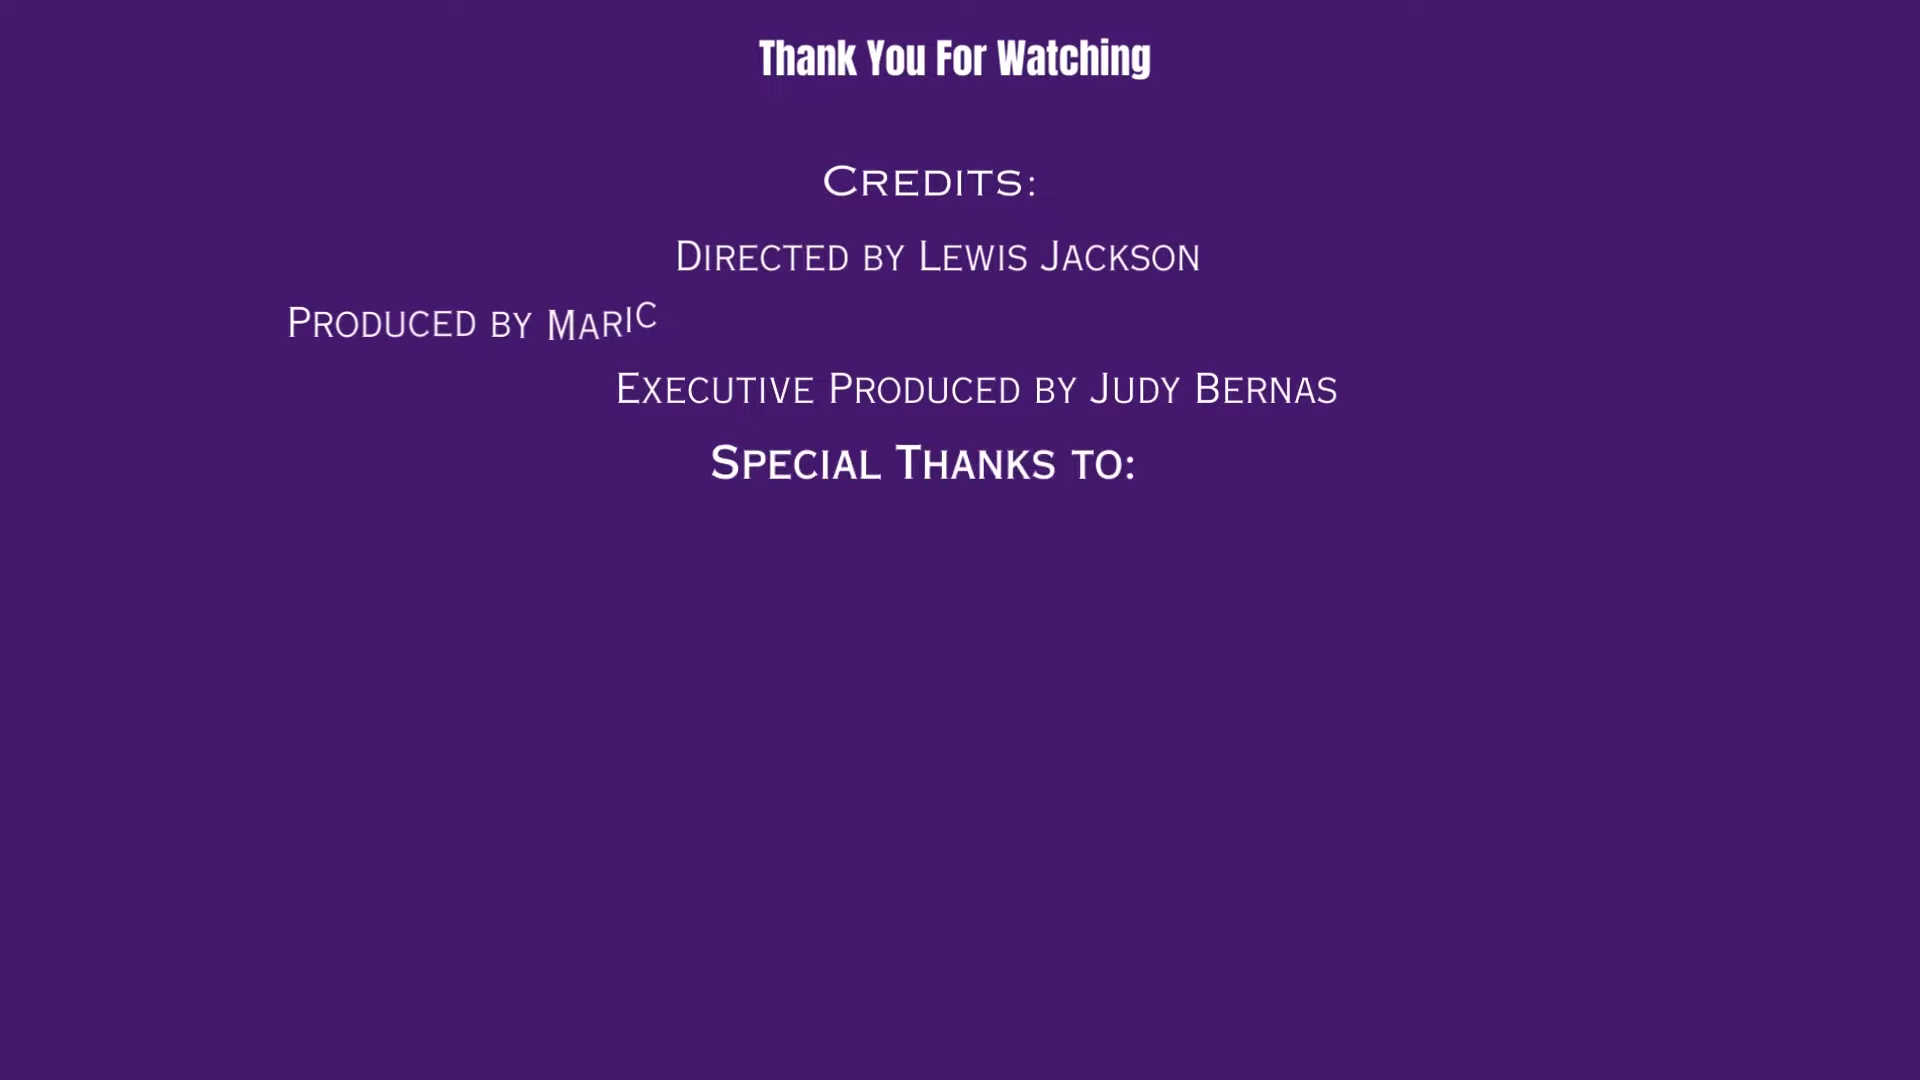 Thank You For Watching
Credits:
Directed by Lewis Jackson
Produced by Maric
Executive Produced by Judy Bernas
Special Thanks to: